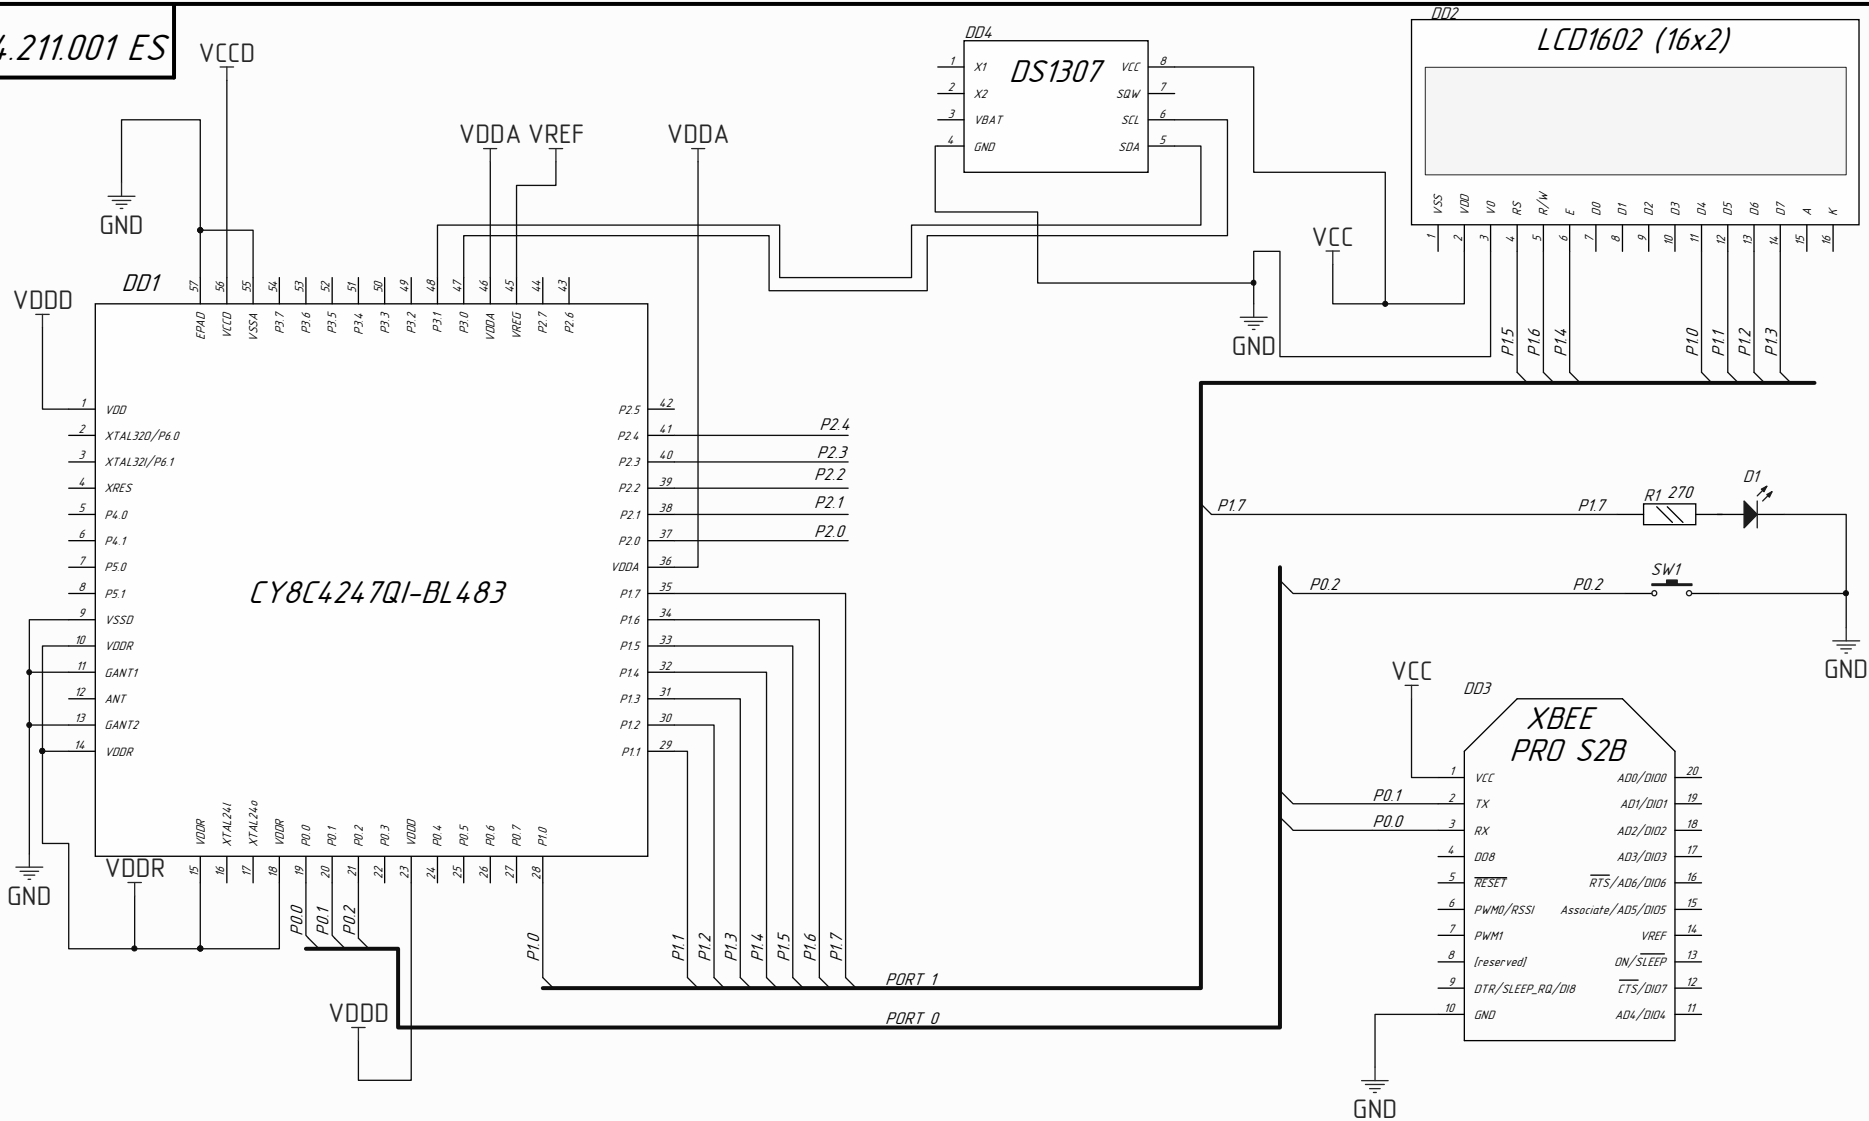 4.211.001 ES
VCCD
GND
VDDA VREF
VDDA
DD4
DS1307
1 X1
2 X2
3 VBAT
4 GND
VCC 8
SQW 7
SCL 6
SDA 5
DD2
LCD1602 (16x2)
VSS VDD V0 RS R/W E D0 D1 D2 D3 D4 D5 D6 D7 A K
1 2 3 4 5 6 7 8 9 10 11 12 13 14 15 16
VCC
GND
P1.5 P1.6 P1.4 P1.0 P1.1 P1.2 P1.3
VDDD
DD1
57 56 55 54 53 52 51 50 49 48 47 46 45 44 43
EPAD VCCD VSSA P3.7 P3.6 P3.5 P3.4 P3.3 P3.2 P3.1 P3.0 VDDA VREG P2.7 P2.6
CY8C4247QI-BL483
1 VDD
2 XTAL32O/P6.0
3 XTAL32I/P6.1
4 XRES
5 P4.0
6 P4.1
7 P5.0
8 P5.1
9 VSSD
10 VDDR
11 GANT1
12 ANT
13 GANT2
14 VDDR
P2.5 42
P2.4 41 P2.4
P2.3 40 P2.3
P2.2 39 P2.2
P2.1 38 P2.1
P2.0 37 P2.0
VDDA 36
P1.7 35
P1.6 34
P1.5 33
P1.4 32
P1.3 31
P1.2 30
P1.1 29
VDDR XTAL24I XTAL24o VDDR P0.0 P0.1 P0.2 P0.3 VDDD P0.4 P0.5 P0.6 P0.7 P1.0
15 16 17 18 19 20 21 22 23 24 25 26 27 28
GND
VDDR
P0.0 P0.1 P0.2
P1.0
P1.1 P1.2 P1.3 P1.4 P1.5 P1.6 P1.7
PORT 1
VDDD
PORT 0
P1.7 P1.7 R1 270 D1
P0.2 P0.2 SW1
GND
VCC
DD3
XBEE
PRO S2B
1 VCC
P0.1 2 TX
P0.0 3 RX
4 DO8
5 RESET
6 PWM0/RSSI
7 PWM1
8 [reserved]
9 DTR/SLEEP_RQ/DI8
10 GND
AD0/DIO0 20
AD1/DIO1 19
AD2/DIO2 18
AD3/DIO3 17
RTS/AD6/DIO6 16
Associate/AD5/DIO5 15
VREF 14
ON/SLEEP 13
CTS/DIO7 12
AD4/DIO4 11
GND